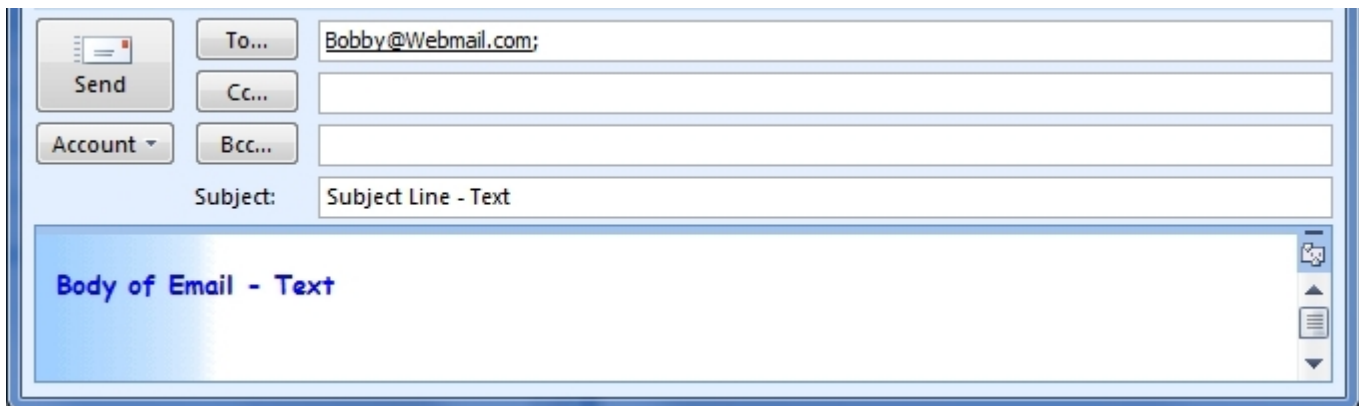 To... Bobby@Webmail.com;
Send
Cc...
Account Bcc...
Subject: Subject Line - Text
Body of Email - Text